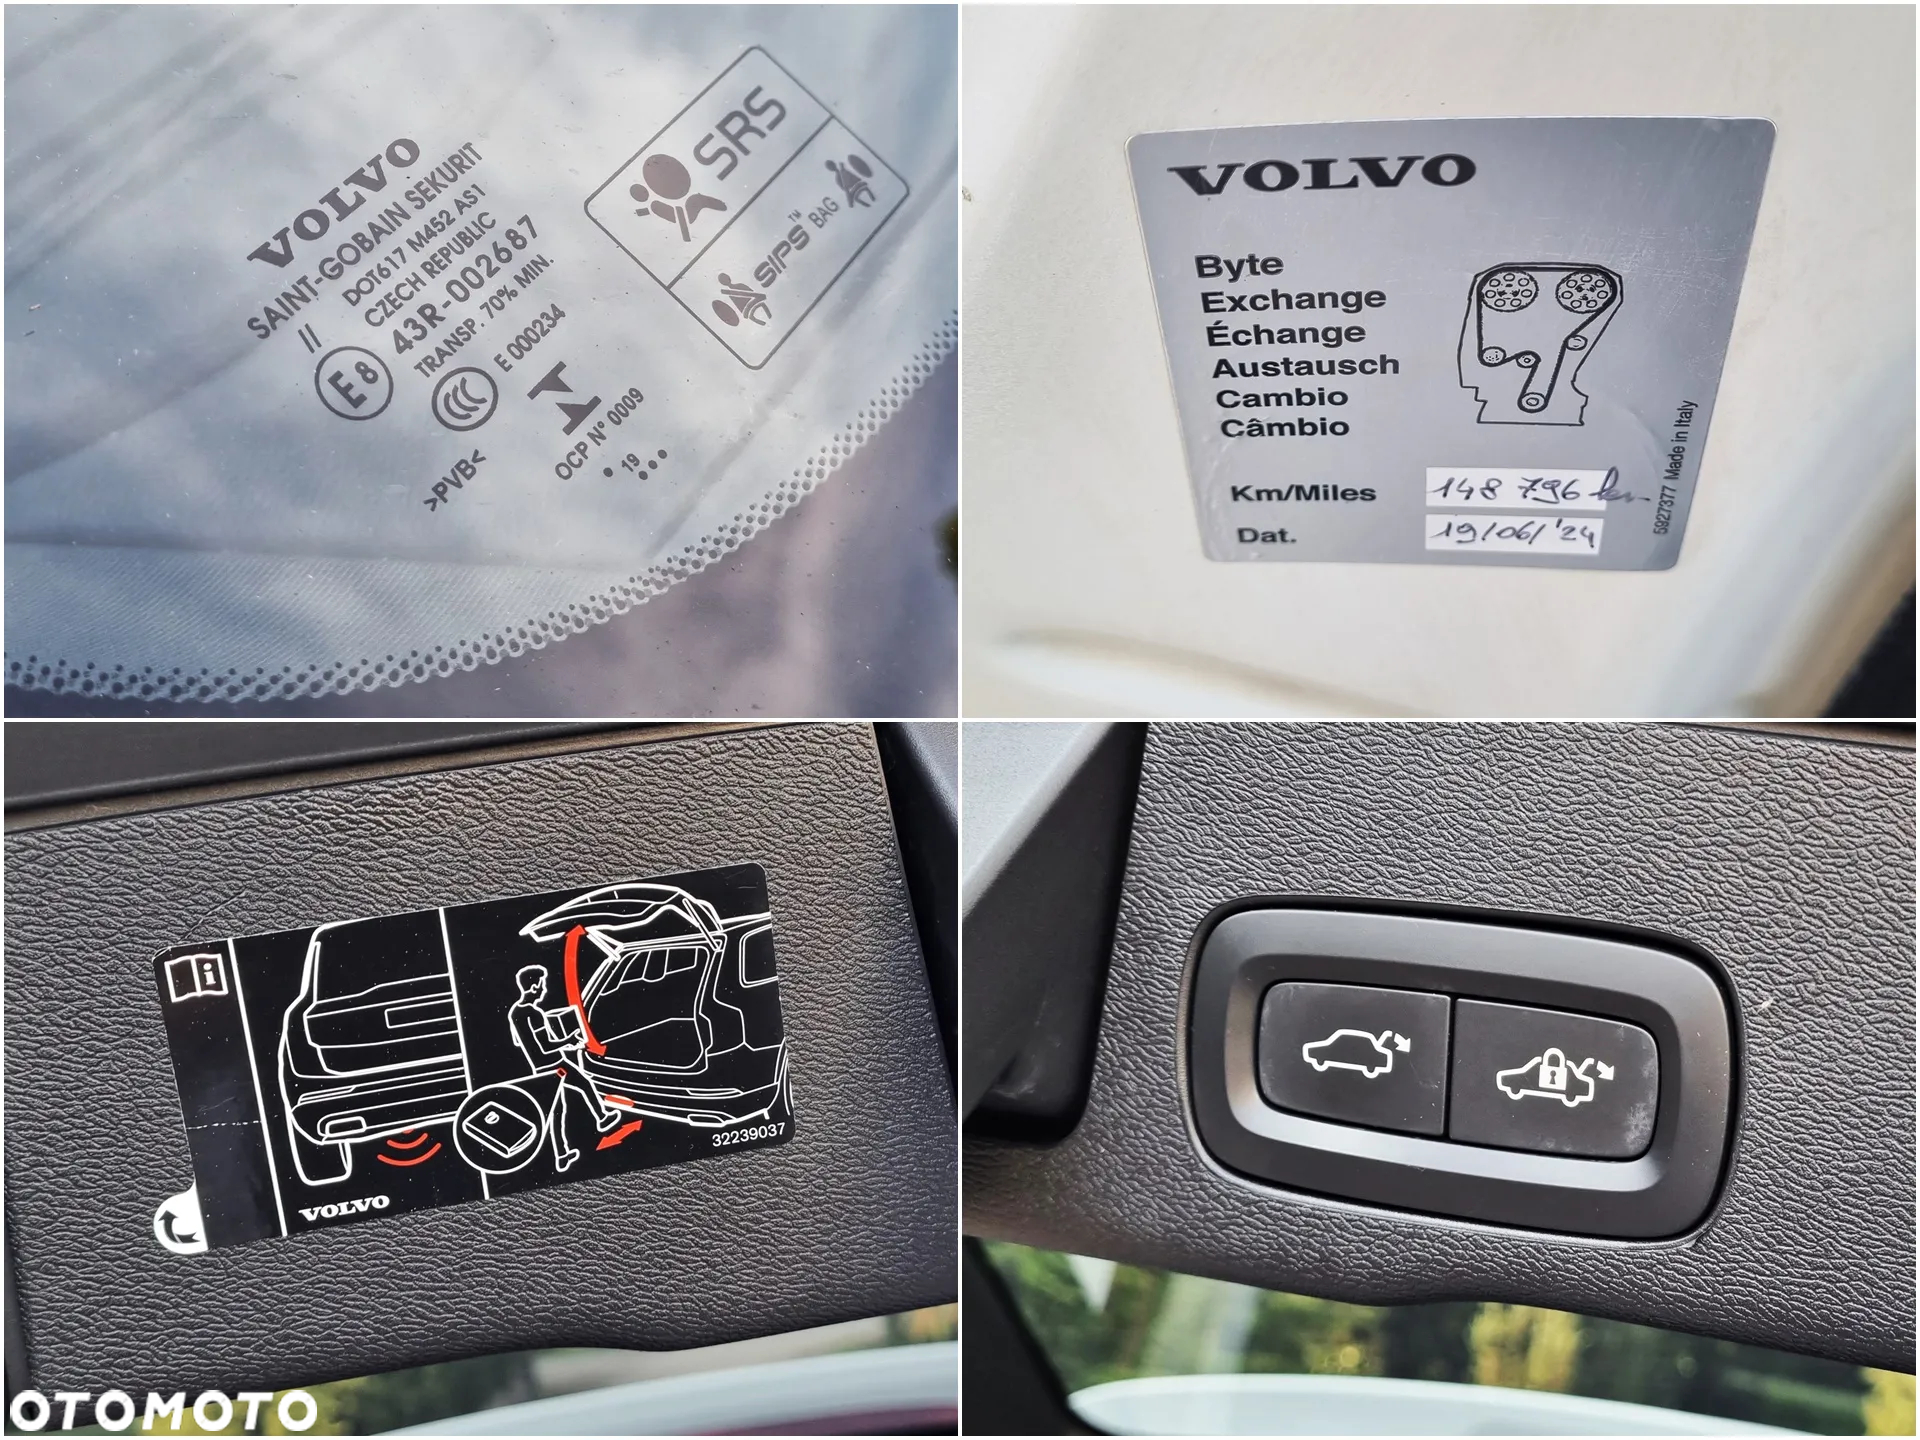 VOLVO
SAINT-GOBAIN SEKURIT
DOT617 M452 AS1
// CZECH REPUBLIC
E8 43R-002687
TRANSP. 70% MIN.
CCC E 000234
>PVB<
OCP N° 0009
. 19 ....
SRS
SIPS™ BAG
VOLVO
Byte
Exchange
Échange
Austausch
Cambio
Câmbio
Km/Miles 148 796 km
Dat. 19/06/'24
5927377 Made in Italy
i
32239037
VOLVO
OTOMOTO